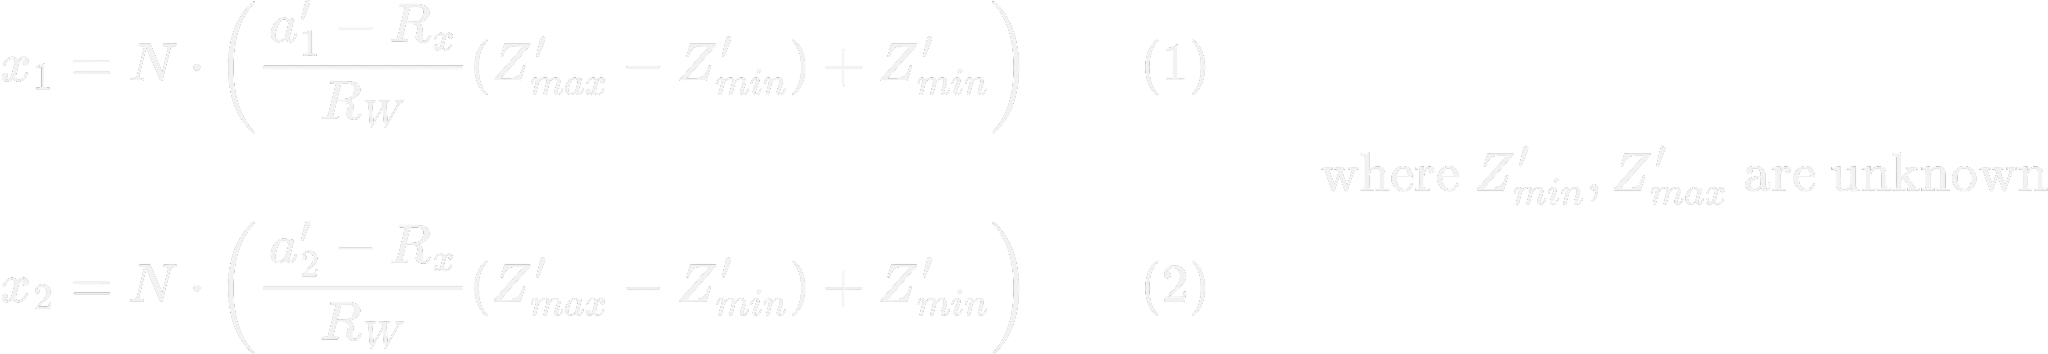 x_1 = N \cdot \left( \frac{a'_1 - R_x}{R_W} (Z'_{max} - Z'_{min}) + Z'_{min} \right) (1)
where Z'_{min}, Z'_{max} are unknown
x_2 = N \cdot \left( \frac{a'_2 - R_x}{R_W} (Z'_{max} - Z'_{min}) + Z'_{min} \right) (2)